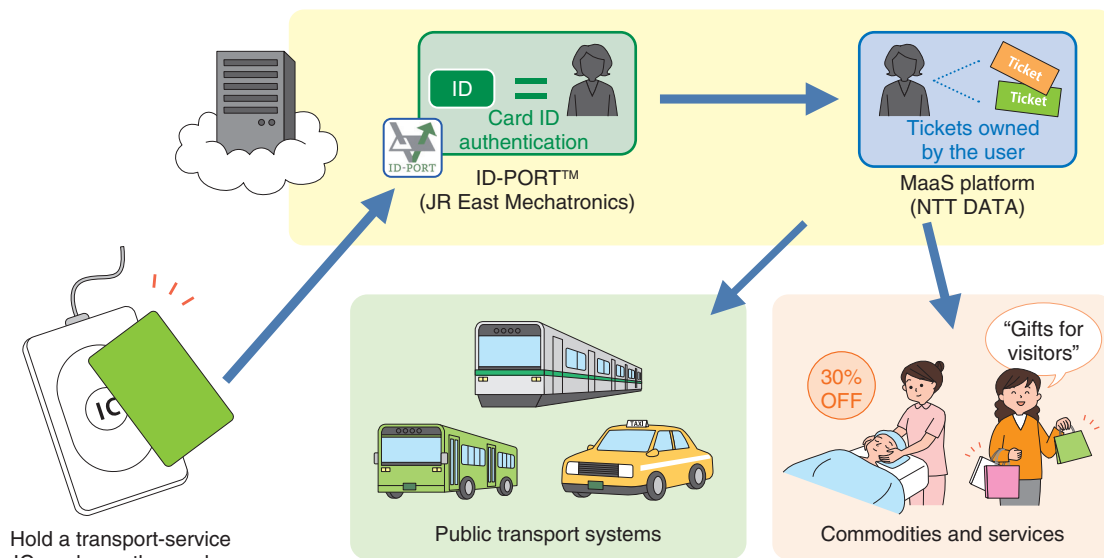 ID
Card ID
authentication
ID-PORT
ID-PORT™
(JR East Mechatronics)
Ticket
Ticket
Tickets owned
by the user
MaaS platform
(NTT DATA)
IC
Hold a transport-service
TAXI
Public transport systems
30%
OFF
“Gifts for
visitors”
Commodities and services